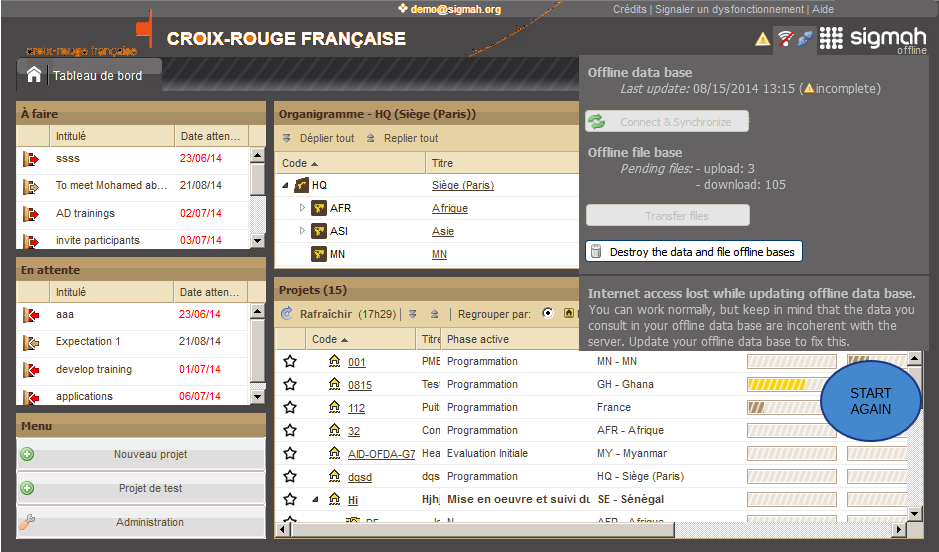 demo@sigmah.org
Crédits | Signaler un dysfonctionnement | Aide
croix-rouge française
CROIX-ROUGE FRANÇAISE
sigmah
offline
Tableau de bord
Offline data base
Last update: 08/15/2014 13:15 (incomplete)
Connect & Synchronize
Offline file base
Pending files: - upload: 3
- download: 105
Transfer files
Destroy the data and file offline bases
Internet access lost while updating offline data base.
You can work normally, but keep in mind that the data you
consult in your offline data base are incoherent with the
server. Update your offline data base to fix this.
À faire
Intitulé Date atten...
ssss 23/06/14
To meet Mohamed ab... 21/08/14
AD trainings 02/07/14
invite participants 03/07/14
En attente
Intitulé Date atten...
aaa 23/06/14
Expectation 1 21/08/14
develop training 01/07/14
applications 06/07/14
Menu
Nouveau projet
Projet de test
Administration
Organigramme - HQ (Siège (Paris))
Déplier tout Replier tout
Code Titre
HQ Siège (Paris)
AFR Afrique
ASI Asie
MN MN
Projets (15)
Rafraîchir (17h29) | | Regrouper par:
Code Titre Phase active
001 PME Programmation MN - MN
0815 Tes Programmation GH - Ghana
112 Puit Programmation France
32 Con Programmation AFR - Afrique
AID-OFDA-G7 Hea Evaluation Initiale MY - Myanmar
dqsd dqs Programmation HQ - Siège (Paris)
Hi Hjhj Mise en oeuvre et suivi du SE - Sénégal
AFR - Afrique
START
AGAIN